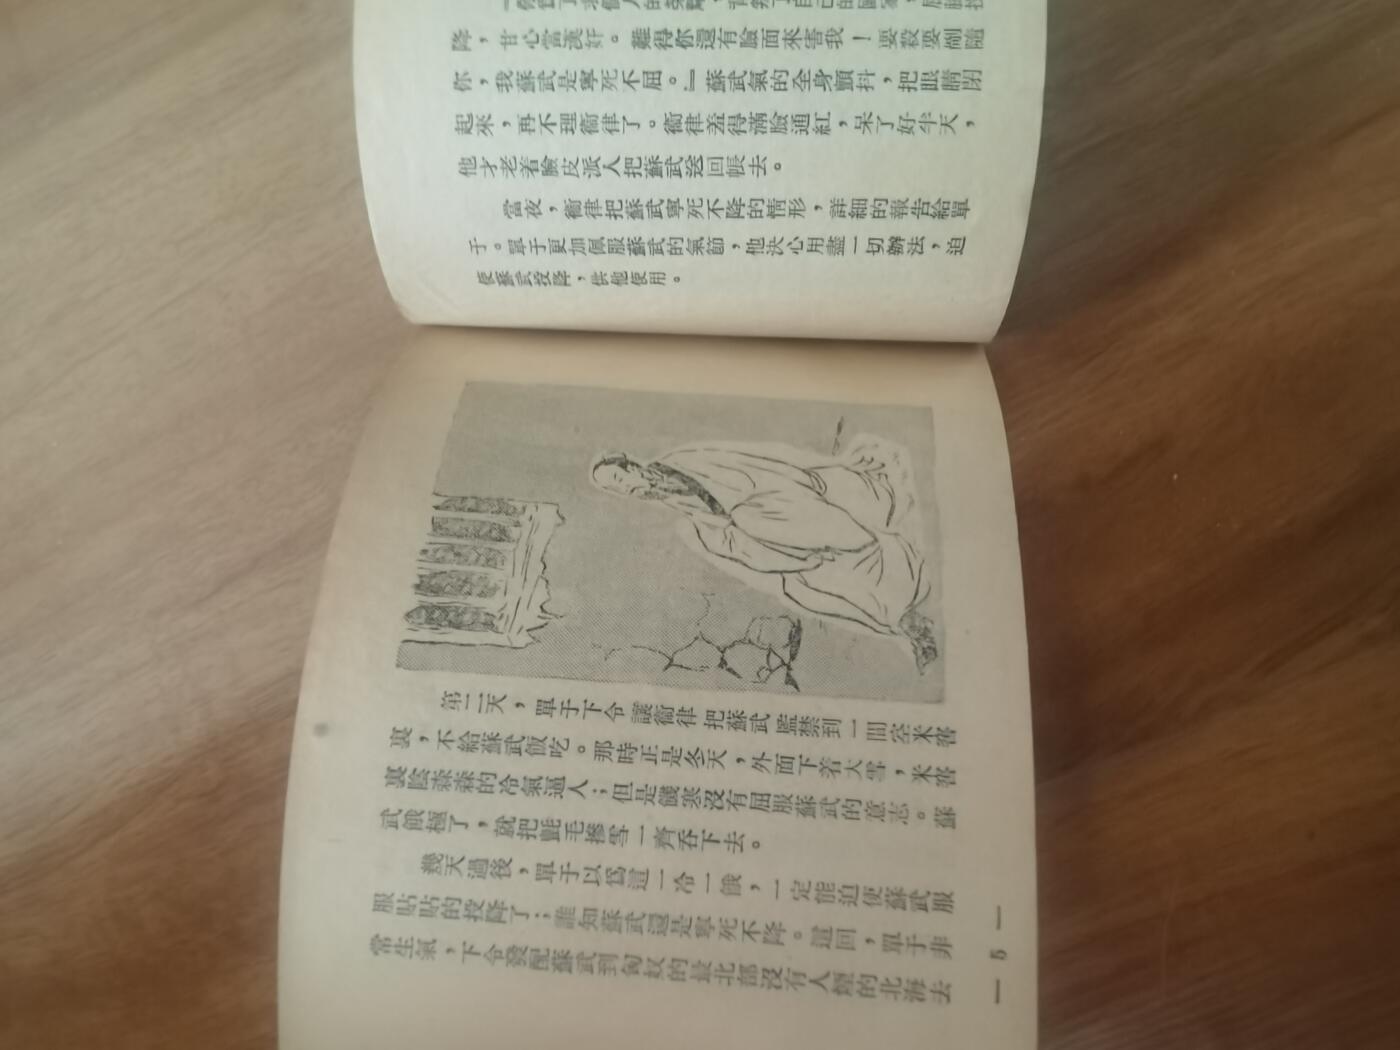 降，甘心當漢奸。難得你還有臉面來害我！要殺要剮隨
你，我蘇武是寧死不屈。」蘇武氣的全身顫抖，把眼睛閉
起來，再不理衞律了。衞律羞得滿臉通紅，呆了好半天，
他才老着臉皮派人把蘇武送回帳去。
當夜，衞律把蘇武寧死不降的情形，詳細的報告給單
于。單于更加佩服蘇武的氣節，他決心用盡一切辦法，迫
使蘇武投降，供他使用。
第二天，單于下令讓衞律把蘇武監禁到一間空米窖
裏，不給蘇武飯吃。那時正是冬天，外面下着大雪，米窖
裏陰森森的冷氣逼人；但是饑寒沒有屈服蘇武的意志。蘇
武餓極了，就把氈毛摻雪一齊吞下去。
幾天過後，單于以爲這一冷一餓，一定能迫使蘇武服
服貼貼的投降了；誰知蘇武還是寧死不降。這回，單于非
常生氣，下令發配蘇武到匈奴的最北部沒有人煙的北海去
— 5 —